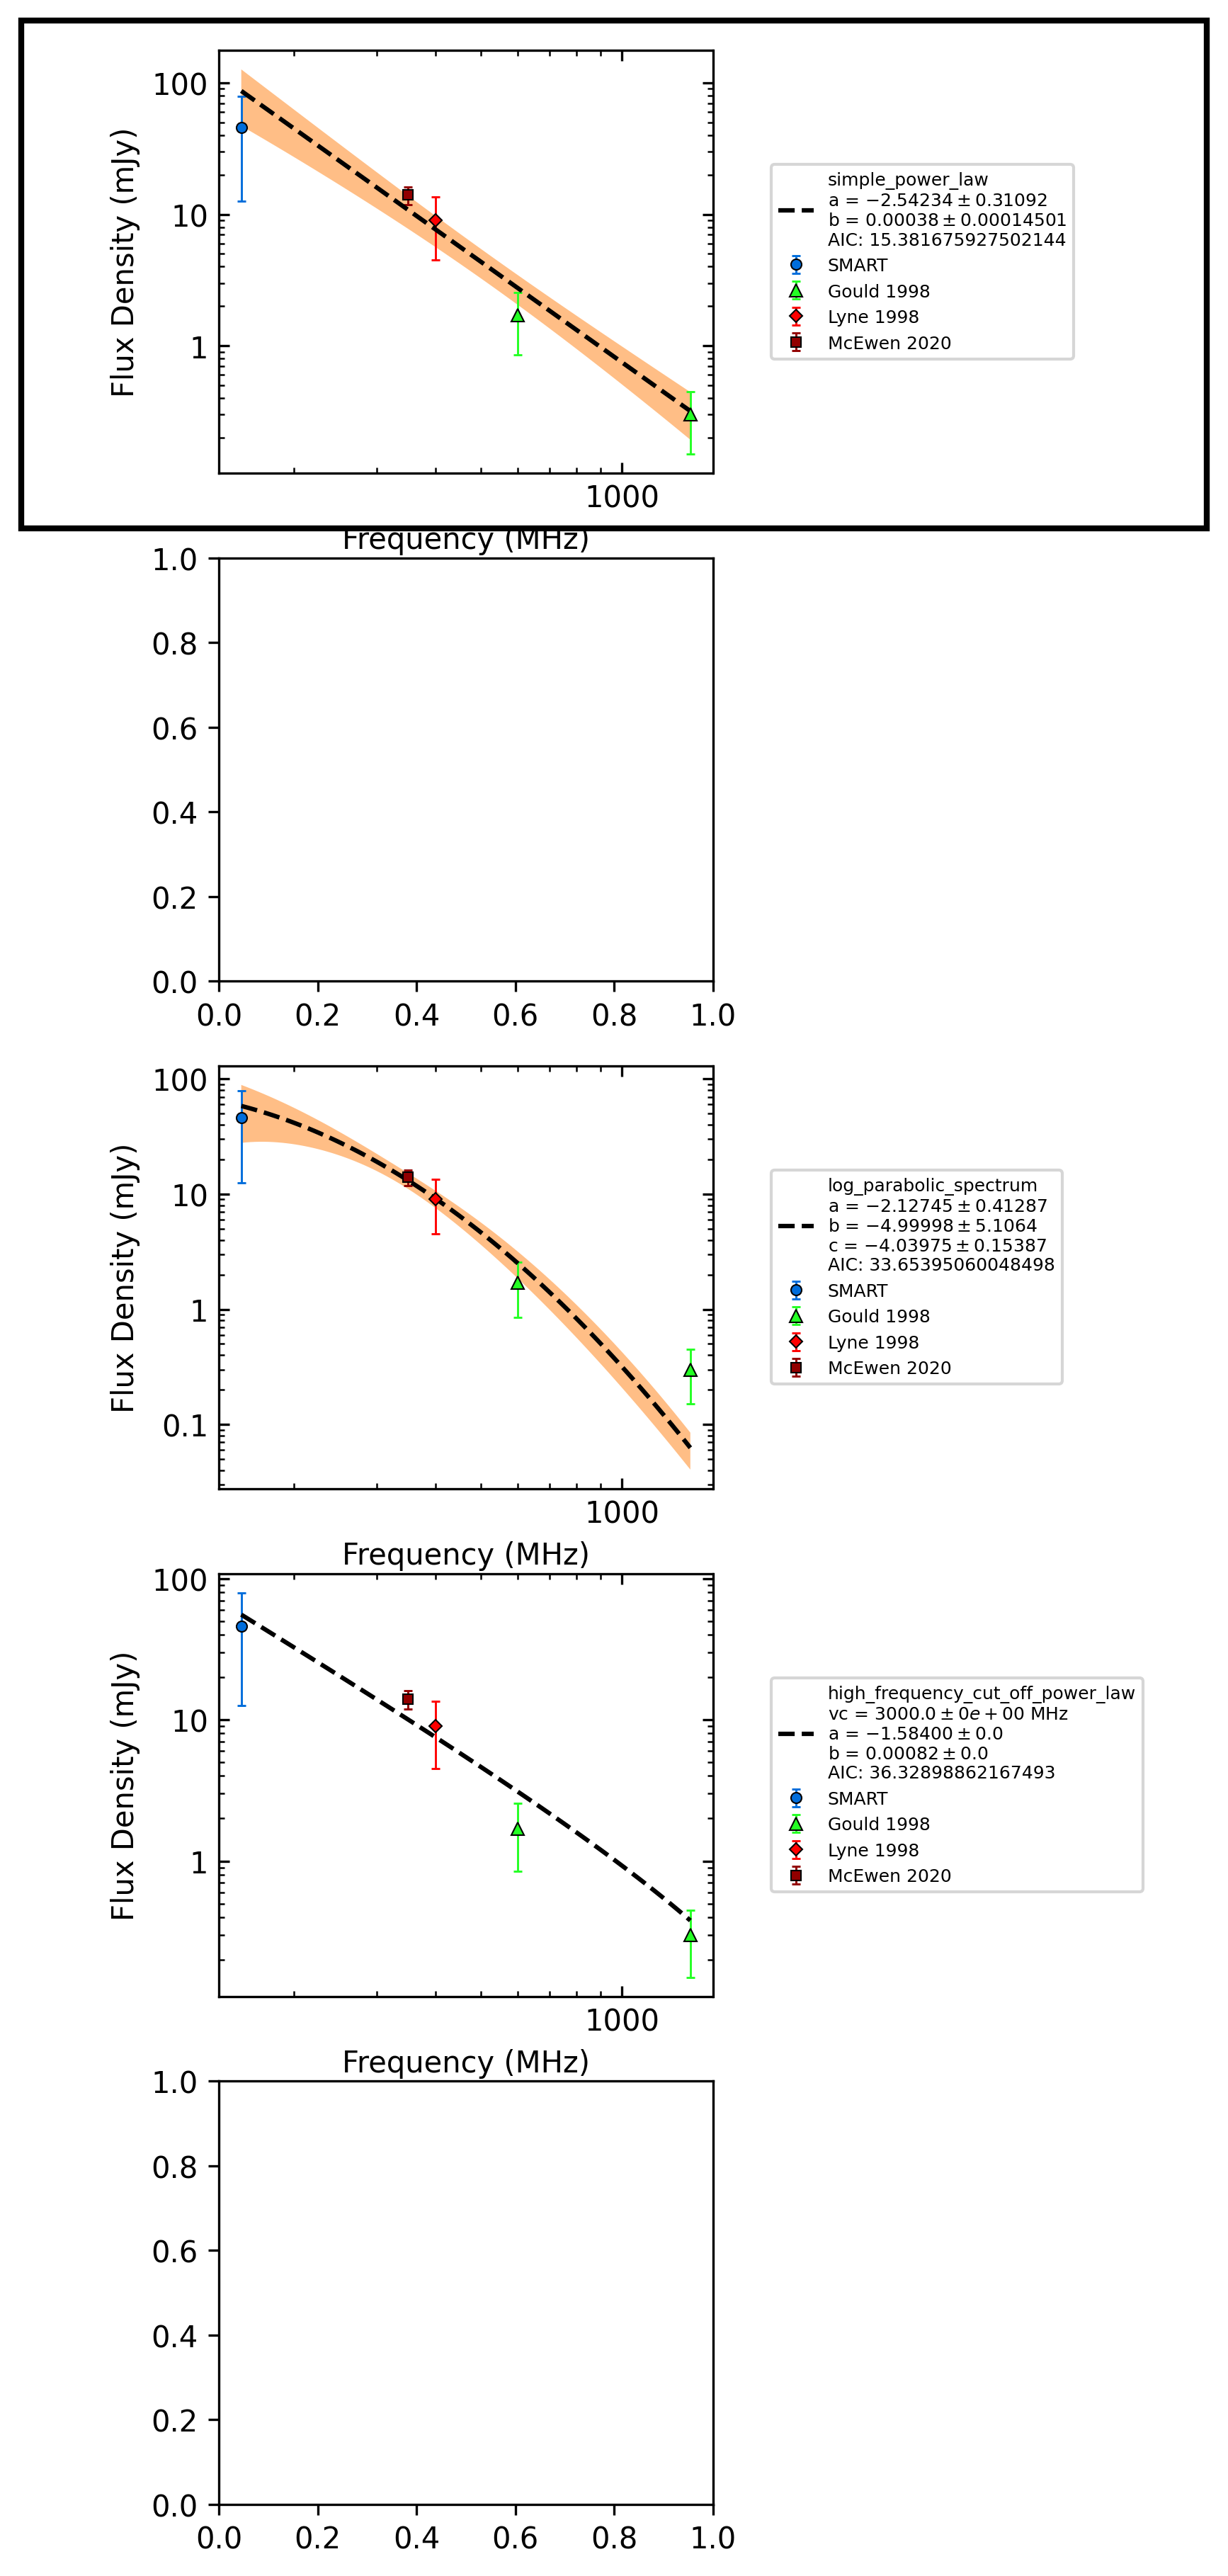 100
10
1
Flux Density (mJy)
1000
Frequency (MHz)
simple_power_law
a = −2.54234 ± 0.31092
b = 0.00038 ± 0.00014501
AIC: 15.381675927502144
SMART
Gould 1998
Lyne 1998
McEwen 2020
1.0
0.8
0.6
0.4
0.2
0.0
0.0 0.2 0.4 0.6 0.8 1.0
100
10
1
0.1
Flux Density (mJy)
1000
Frequency (MHz)
log_parabolic_spectrum
a = −2.12745 ± 0.41287
b = −4.99998 ± 5.1064
c = −4.03975 ± 0.15387
AIC: 33.65395060048498
SMART
Gould 1998
Lyne 1998
McEwen 2020
100
10
1
Flux Density (mJy)
1000
Frequency (MHz)
high_frequency_cut_off_power_law
vc = 3000.0 ± 0e + 00 MHz
a = −1.58400 ± 0.0
b = 0.00082 ± 0.0
AIC: 36.32898862167493
SMART
Gould 1998
Lyne 1998
McEwen 2020
1.0
0.8
0.6
0.4
0.2
0.0
0.0 0.2 0.4 0.6 0.8 1.0